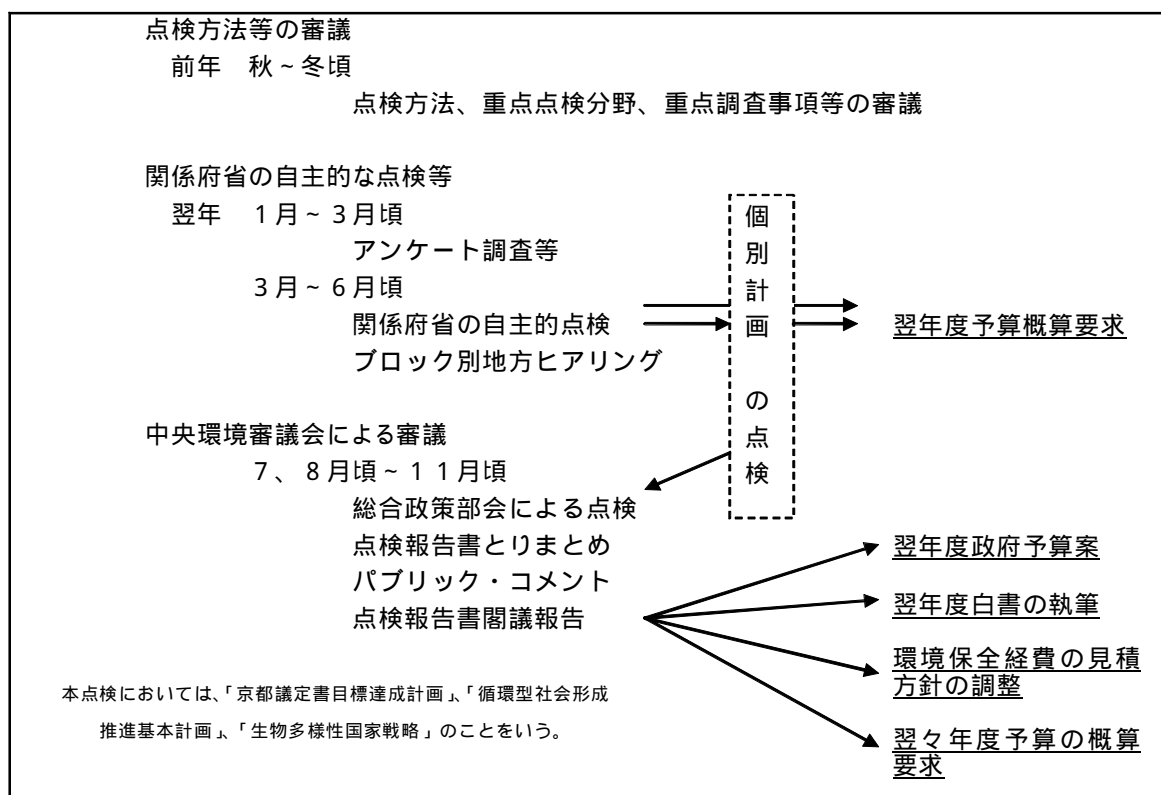 点検方法等の審議
前年　秋～冬頃
点検方法、重点点検分野、重点調査事項等の審議
関係府省の自主的な点検等
翌年　１月～３月頃
アンケート調査等
３月～６月頃
関係府省の自主的点検
ブロック別地方ヒアリング
個別計画　の点検
翌年度予算概算要求
中央環境審議会による審議
７、８月頃～１１月頃
総合政策部会による点検
点検報告書とりまとめ
パブリック・コメント
点検報告書閣議報告
翌年度政府予算案
翌年度白書の執筆
環境保全経費の見積
方針の調整
翌々年度予算の概算
要求
本点検においては、「京都議定書目標達成計画」、「循環型社会形成
推進基本計画」、「生物多様性国家戦略」のことをいう。